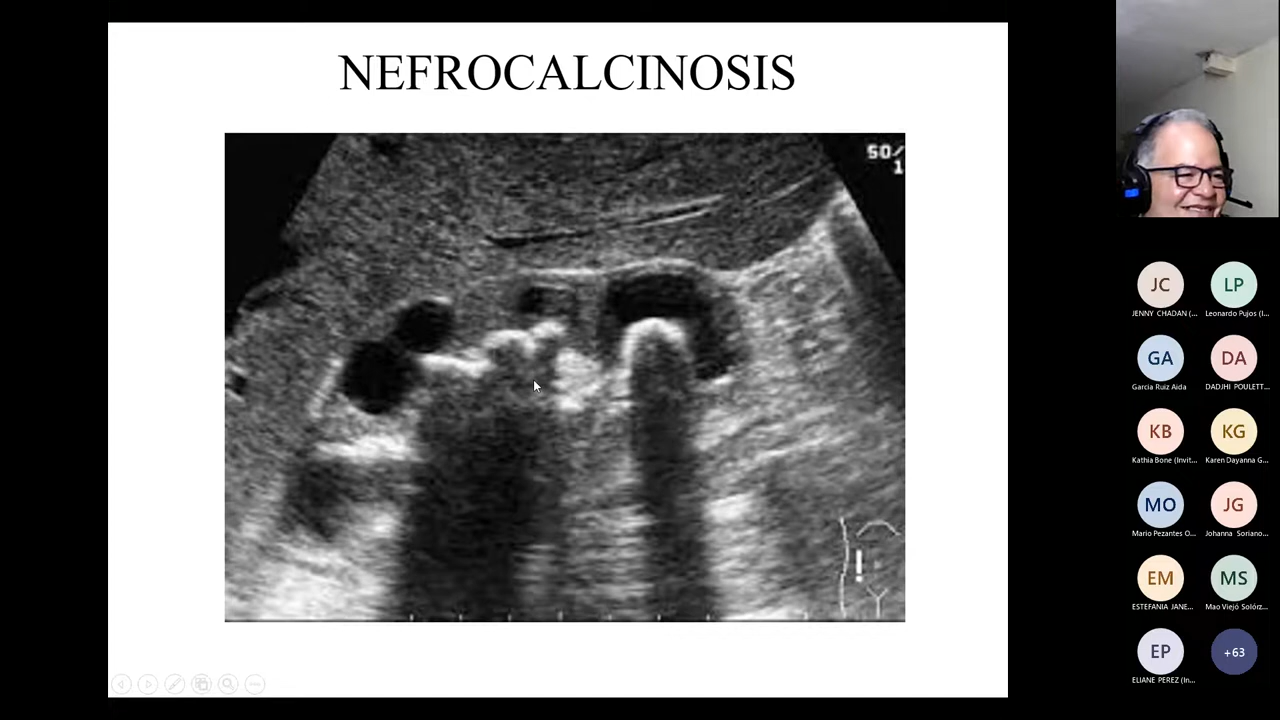 NEFROCALCINOSIS
50/
1
JC
JENNY CHADAN (...
LP
Leonardo Pujos (I...
GA
Garcia Ruiz Aida
DA
DADJHI POULETT...
KB
Kathia Bone (Invit...
KG
Karen Dayanna G...
MO
Mario Pezantes O...
JG
Johanna Soriano...
EM
ESTEFANIA JANE...
MS
Mao Viejó Solórz...
EP
ELIANE PEREZ (In...
+63